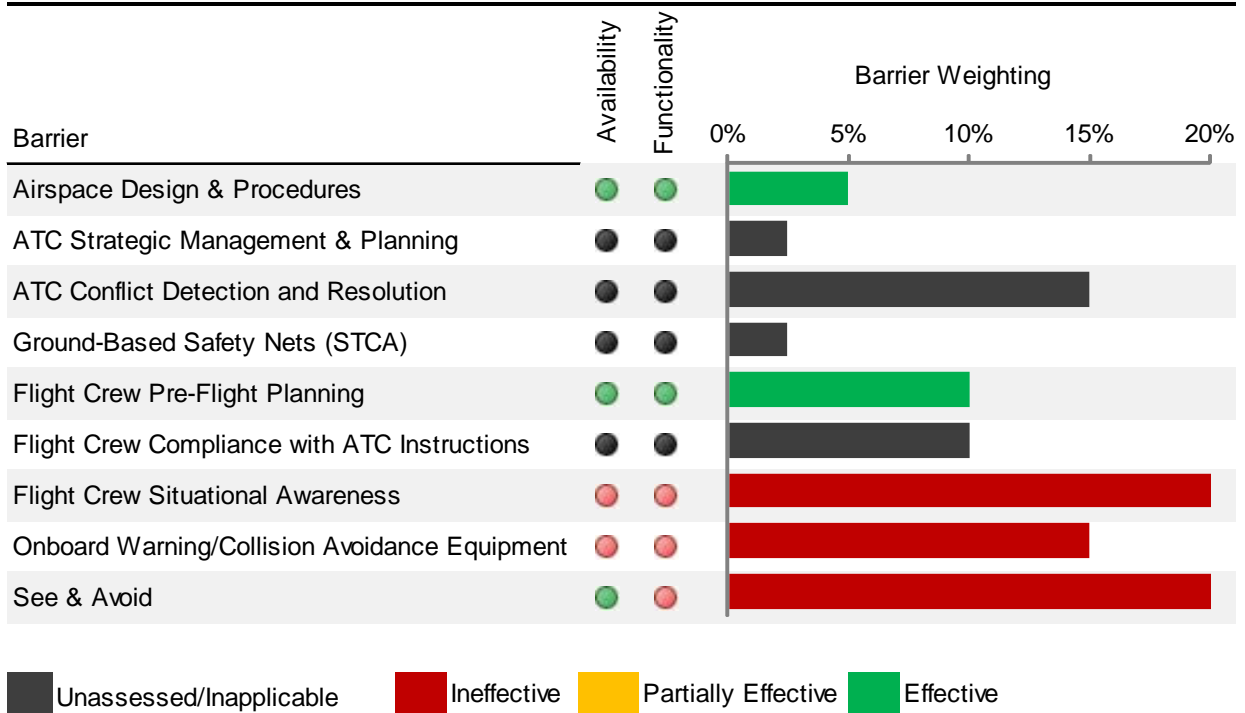 Availability
Functionality
Barrier Weighting
Barrier
0% 5% 10% 15% 20%
Airspace Design & Procedures
ATC Strategic Management & Planning
ATC Conflict Detection and Resolution
Ground-Based Safety Nets (STCA)
Flight Crew Pre-Flight Planning
Flight Crew Compliance with ATC Instructions
Flight Crew Situational Awareness
Onboard Warning/Collision Avoidance Equipment
See & Avoid
Unassessed/Inapplicable Ineffective Partially Effective Effective